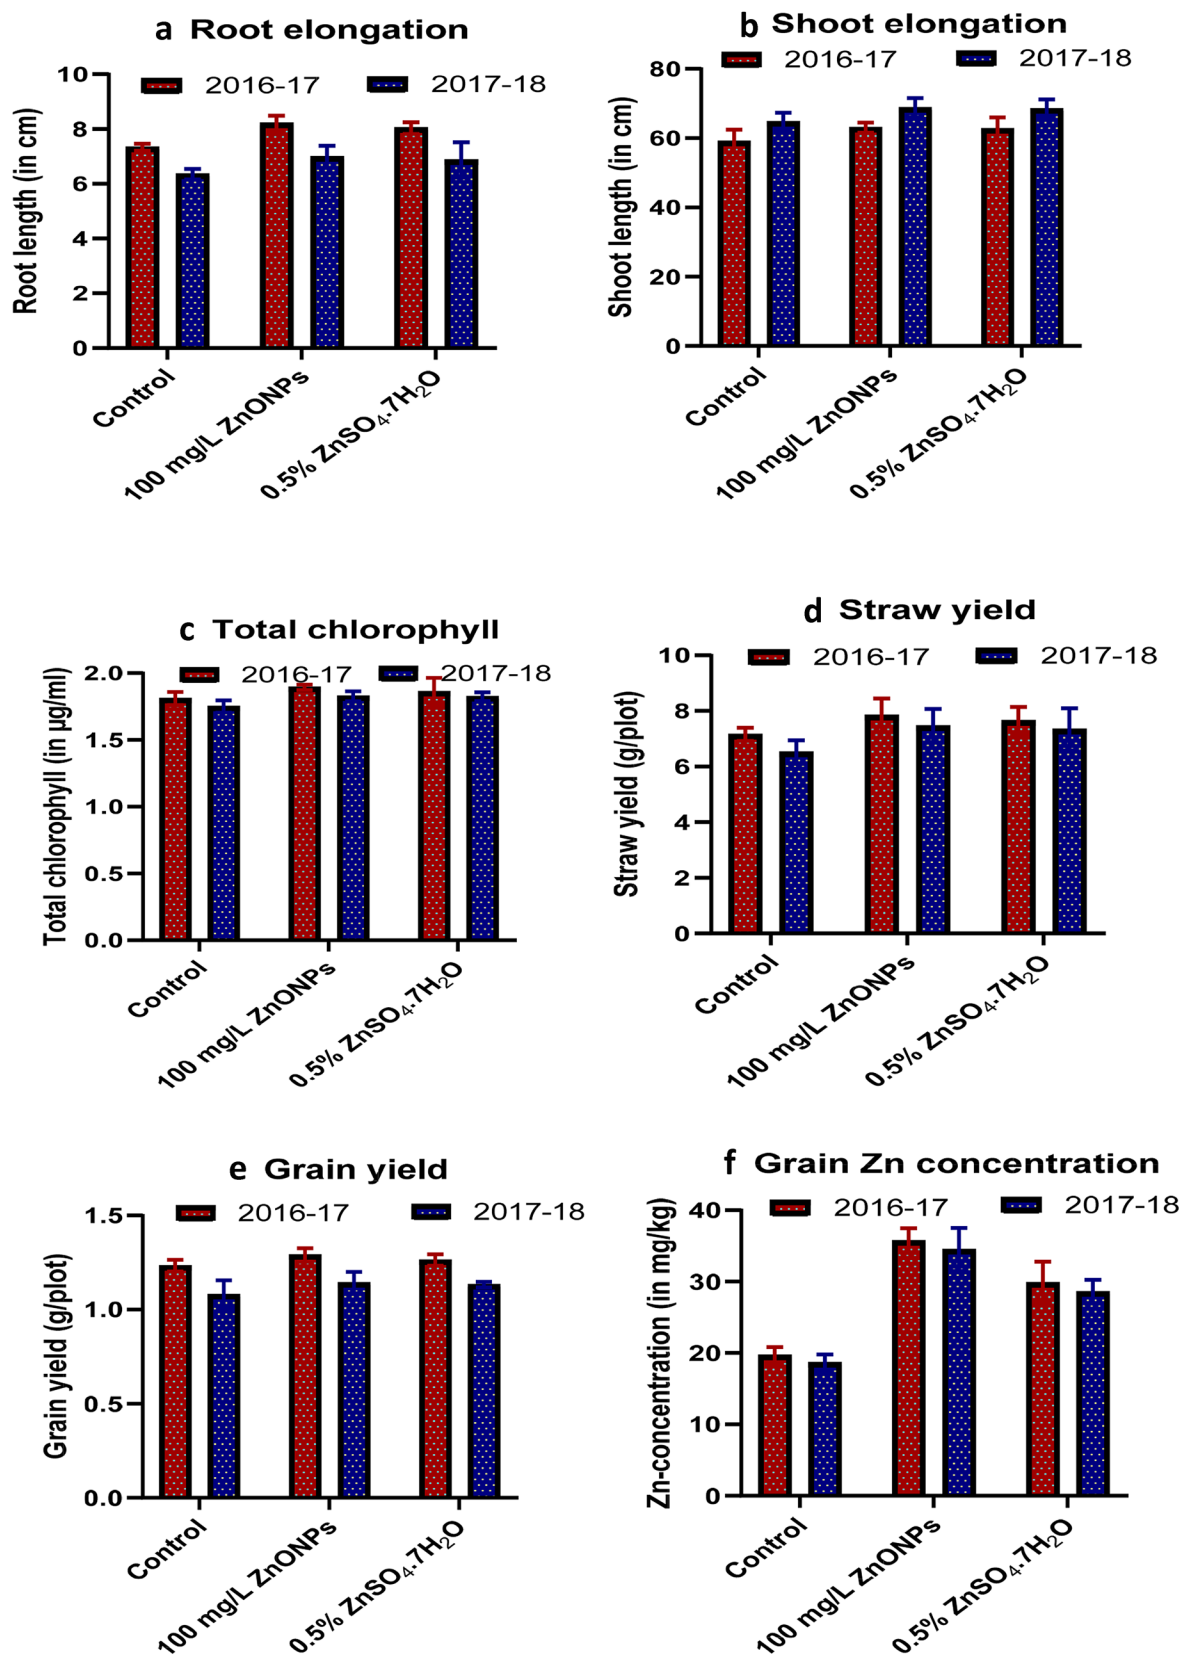 a Root elongation
2016-17 2017-18
Root length (in cm)
10
8
6
4
2
0
Control
100 mg/L ZnONPs
0.5% ZnSO₄.7H₂O
b Shoot elongation
2016-17 2017-18
Shoot length (in cm)
80
60
40
20
0
Control
100 mg/L ZnONPs
0.5% ZnSO₄.7H₂O
c Total chlorophyll
2016-17 2017-18
Total chlorophyll (in µg/ml)
2.0
1.5
1.0
0.5
0.0
Control
100 mg/L ZnONPs
0.5% ZnSO₄.7H₂O
d Straw yield
2016-17 2017-18
Straw yield (g/plot)
10
8
6
4
2
0
Control
100 mg/L ZnONPs
0.5% ZnSO₄.7H₂O
e Grain yield
2016-17 2017-18
Grain yield (g/plot)
1.5
1.0
0.5
0.0
Control
100 mg/L ZnONPs
0.5% ZnSO₄.7H₂O
f Grain Zn concentration
2016-17 2017-18
Zn-concentration (in mg/kg)
40
30
20
10
0
Control
100 mg/L ZnONPs
0.5% ZnSO₄.7H₂O